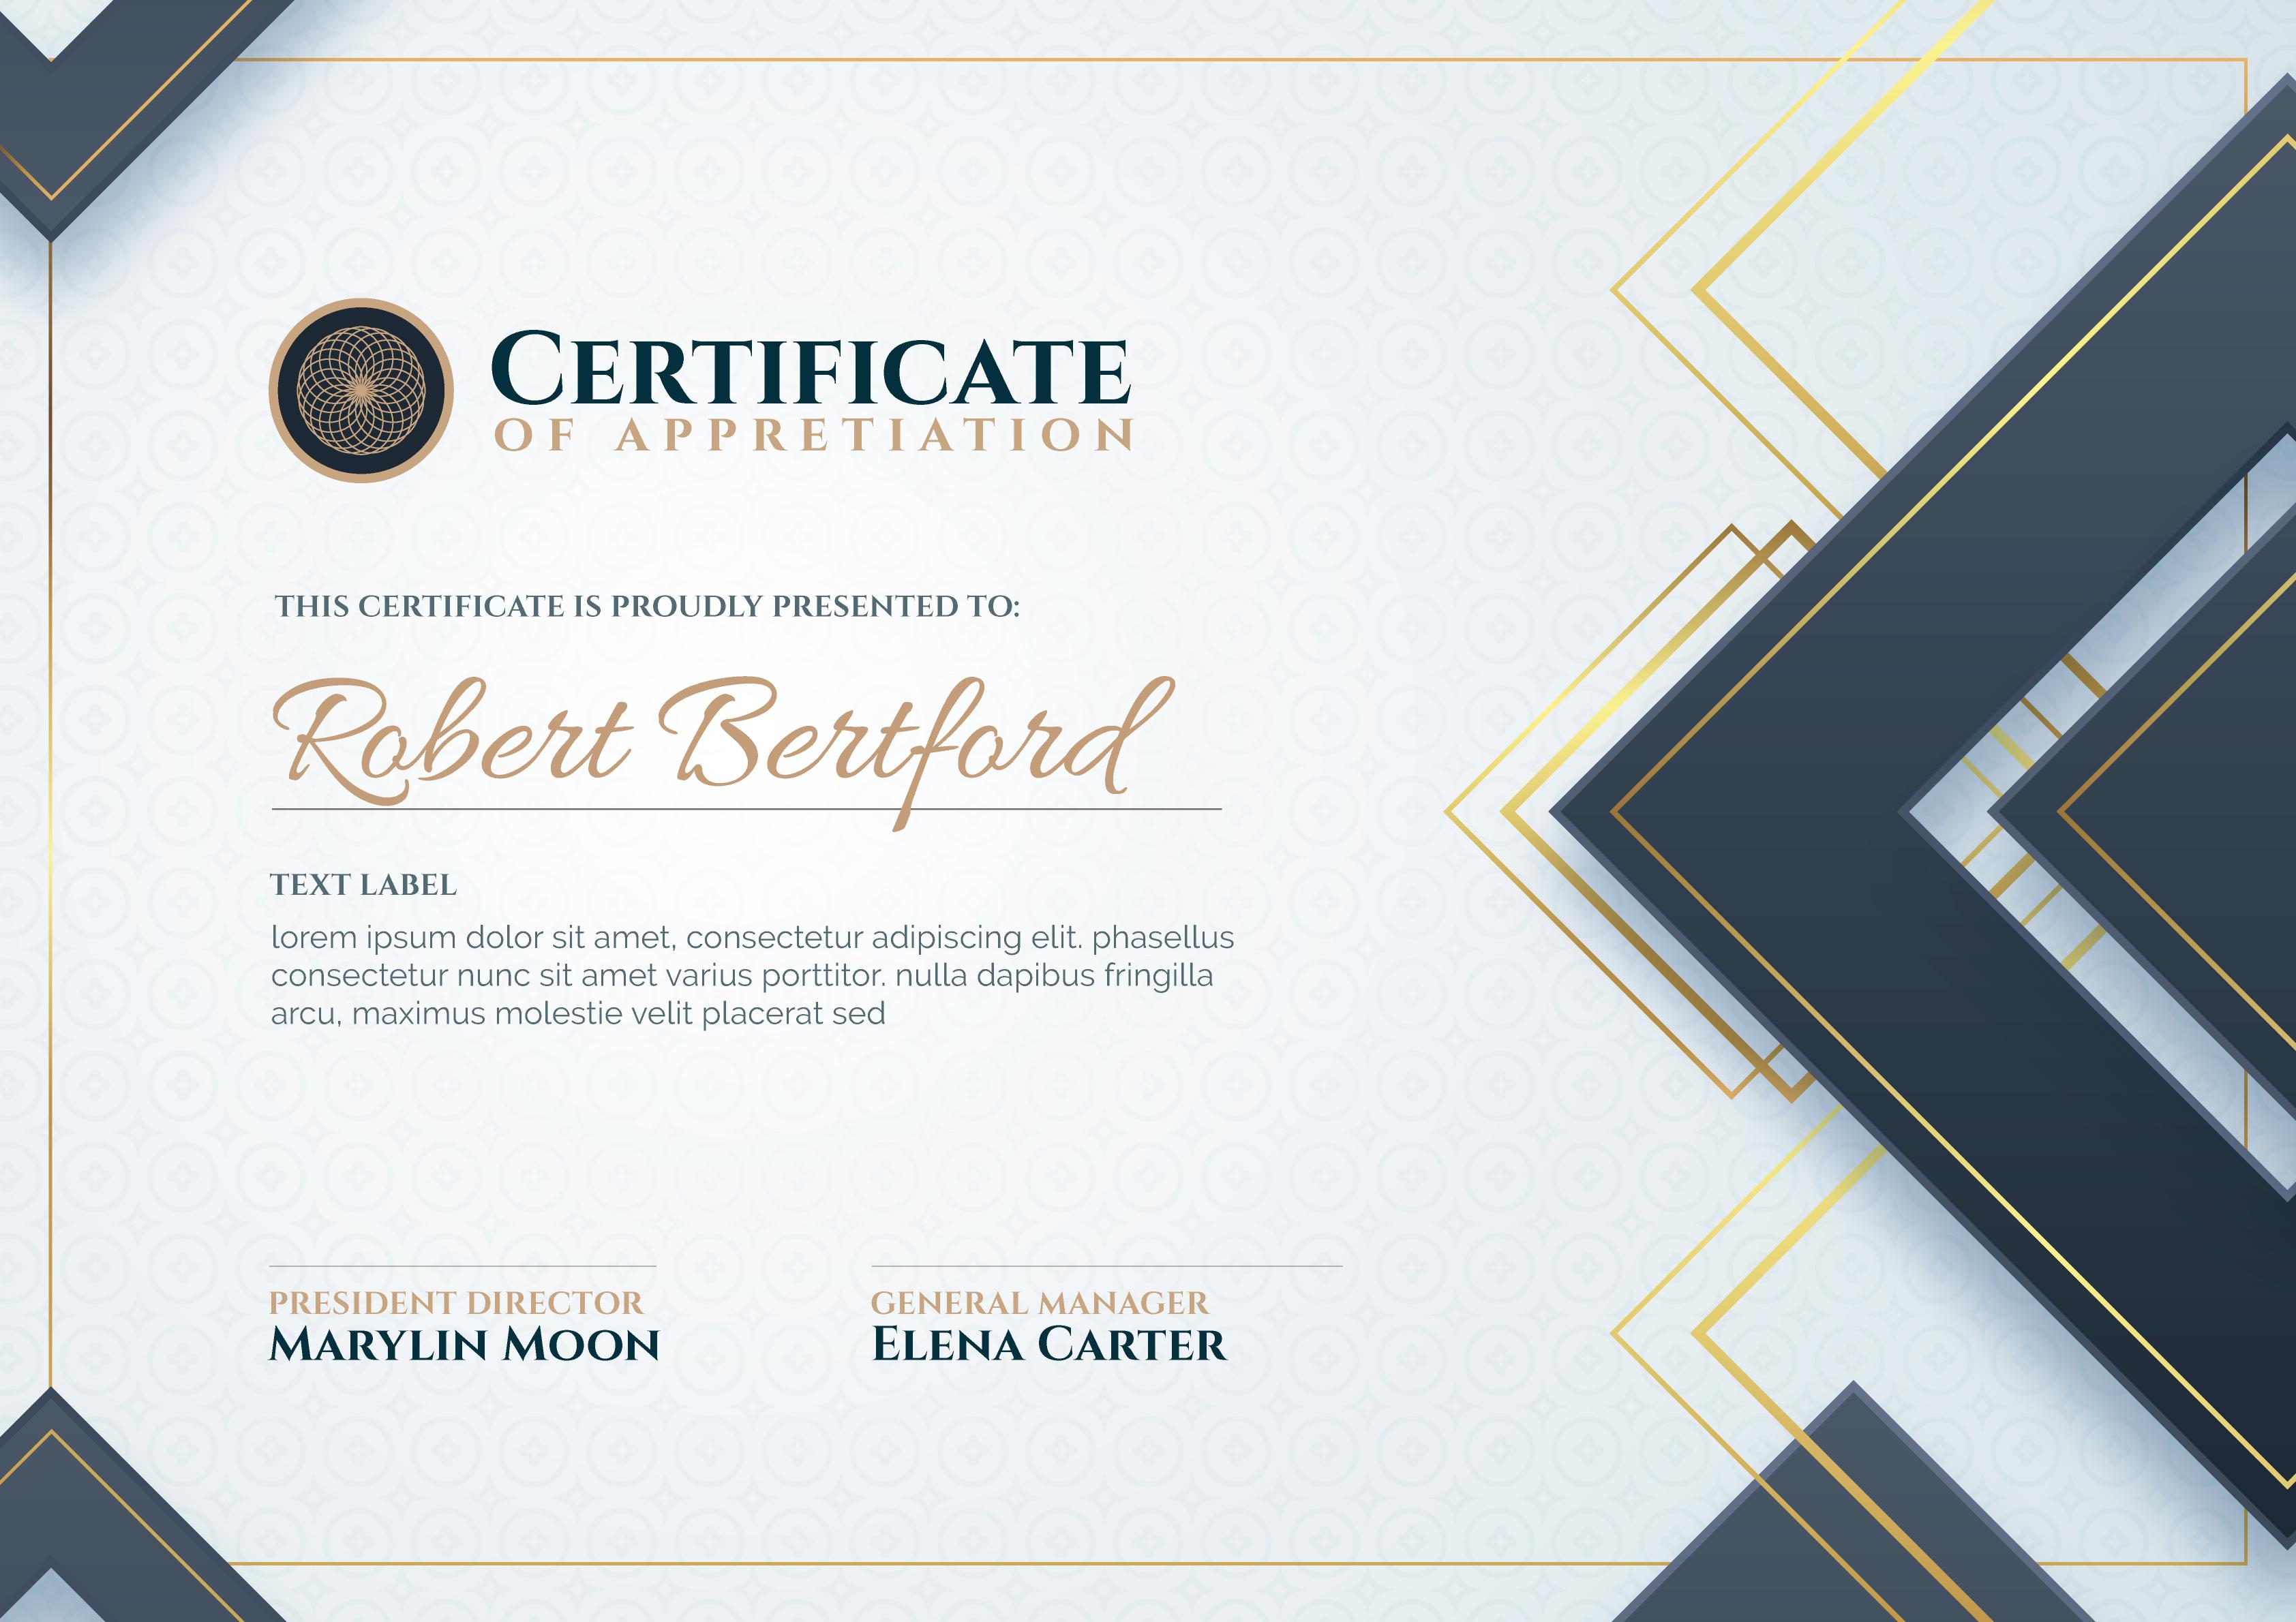 Certificate
OF APPRETIATION
THIS CERTIFICATE IS PROUDLY PRESENTED TO:
Robert Bertford
TEXT LABEL
lorem ipsum dolor sit amet, consectetur adipiscing elit. phasellus
consectetur nunc sit amet varius porttitor. nulla dapibus fringilla
arcu, maximus molestie velit placerat sed
PRESIDENT DIRECTOR
Marylin Moon
GENERAL MANAGER
Elena Carter